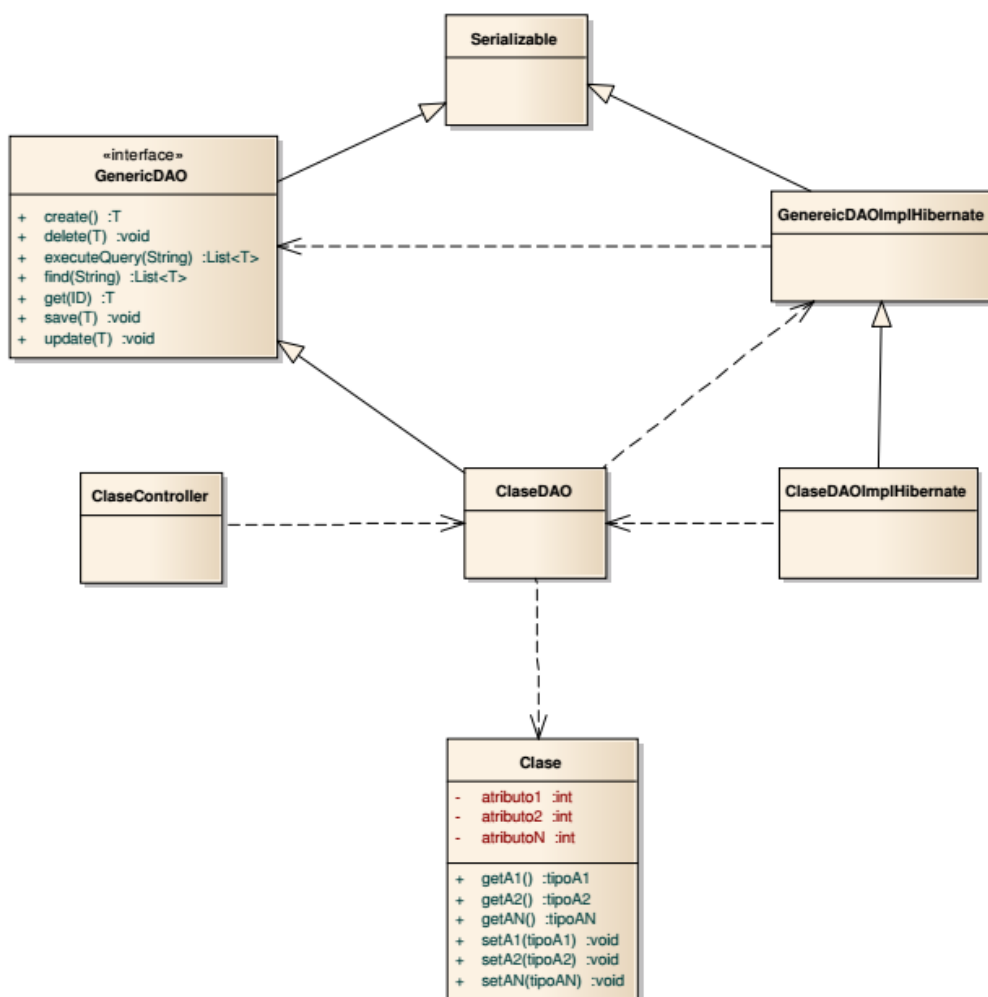 Serializable
«interface»
GenericDAO
+ create() :T
+ delete(T) :void
+ executeQuery(String) :List<T>
+ find(String) :List<T>
+ get(ID) :T
+ save(T) :void
+ update(T) :void
GenereicDAOImplHibernate
ClaseController
ClaseDAO
ClaseDAOImplHibernate
Clase
- atributo1 :int
- atributo2 :int
- atributoN :int
+ getA1() :tipoA1
+ getA2() :tipoA2
+ getAN() :tipoAN
+ setA1(tipoA1) :void
+ setA2(tipoA2) :void
+ setAN(tipoAN) :void